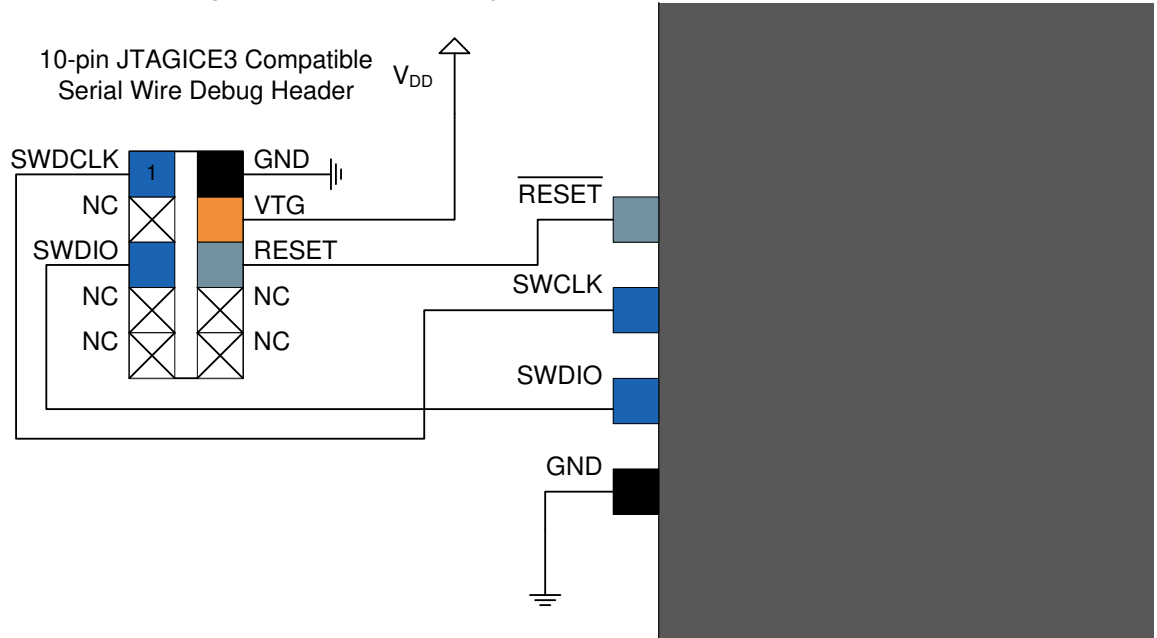 10-pin JTAGICE3 Compatible
Serial Wire Debug Header
VDD
SWDCLK
1
GND
NC
VTG
SWDIO
RESET
NC
NC
NC
NC
RESET
SWCLK
SWDIO
GND